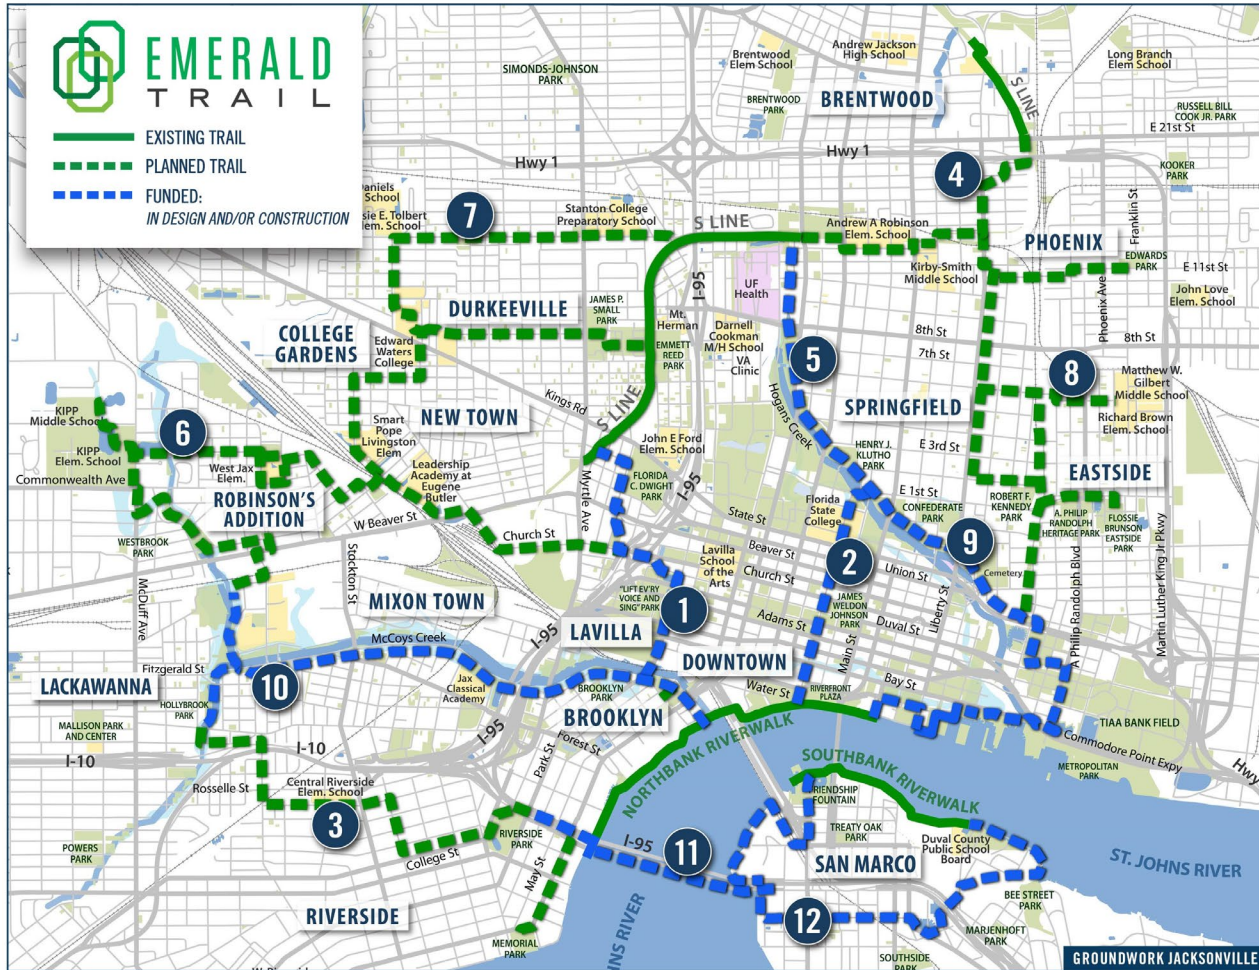 EMERALD
TRAIL
EXISTING TRAIL
PLANNED TRAIL
FUNDED:
IN DESIGN AND/OR CONSTRUCTION
SIMONDS-JOHNSON
PARK
Brentwood
Elem School
Andrew Jackson
High School
BRENTWOOD
BRENTWOOD
PARK
S LINE
Long Branch
Elem School
RUSSELL BILL
COOK JR. PARK
E 21st St
Hwy 1
Hwy 1
4
KOOKER
PARK
Franklin St
7
Stanton College
Preparatory School
S LINE
Andrew A Robinson
Elem. School
PHOENIX
EDWARDS
PARK
E 11st St
Kirby-Smith
Middle School
John Love
Elem. School
Phoenix Ave
I-95
UF
Health
DURKEEVILLE
JAMES P.
SMALL
PARK
Mt.
Herman
Darnell
Cookman
M/H School
VA
Clinic
COLLEGE
GARDENS
Edward
Waters
College
EMMETT
REED
PARK
8th St
7th St
8th St
5
8
Matthew W.
Gilbert
Middle School
Richard Brown
Elem. School
Hogans Creek
Kings Rd
S LINE
NEW TOWN
SPRINGFIELD
KIPP
Middle School
6
Smart
Pope
Livingston
Elem
John E Ford
Elem. School
HENRY J.
KLUTHO
PARK
E 3rd St
EASTSIDE
KIPP
Elem. School
Commonwealth Ave
West Jax
Elem.
Leadership
Academy at
Eugene
Butler
Myrtle Ave
FLORIDA
C. DWIGHT
PARK
I-95
ROBINSON'S
ADDITION
W Beaver St
Florida
State
College
E 1st St
CONFEDERATE
PARK
ROBERT F.
KENNEDY
PARK
A. PHILIP
RANDOLPH
HERITAGE PARK
FLOSSIE
BRUNSON
EASTSIDE
PARK
WESTBROOK
PARK
Church St
State St
Beaver St
Church St
Lavilla
School
of the
Arts
Union St
9
Cemetery
2
McDuff Ave
Stockton St
MIXON TOWN
"LIFT EV'RY
VOICE AND
SING" PARK
1
Adams St
JAMES
WELDON
JOHNSON
PARK
Duval St
Liberty St
A Philip Randolph Blvd
Martin Luther King Jr Pkwy
McCoys Creek
I-95
LAVILLA
DOWNTOWN
Main St
Bay St
Fitzgerald St
LACKAWANNA
10
HOLLYBROOK
PARK
Jax
Classical
Academy
BROOKLYN
PARK
BROOKLYN
Water St
RIVERFRONT
PLAZA
MALLISON PARK
AND CENTER
I-10
I-10
I-95
Forest St
Park St
NORTHBANK RIVERWALK
SOUTHBANK RIVERWALK
TIAA BANK FIELD
Commodore Point Expy
METROPOLITAN
PARK
Hwy
Rosselle St
Central Riverside
Elem. School
3
FRIENDSHIP
FOUNTAIN
TREATY OAK
PARK
Duval County
Public School
Board
POWERS
PARK
College St
RIVERSIDE
PARK
May St
I-95
11
SAN MARCO
ST. JOHNS RIVER
BEE STREET
PARK
RIVERSIDE
MEMORIAL
PARK
12
MARJENHOFT
PARK
SOUTHSIDE
PARK
GROUNDWORK JACKSONVILLE